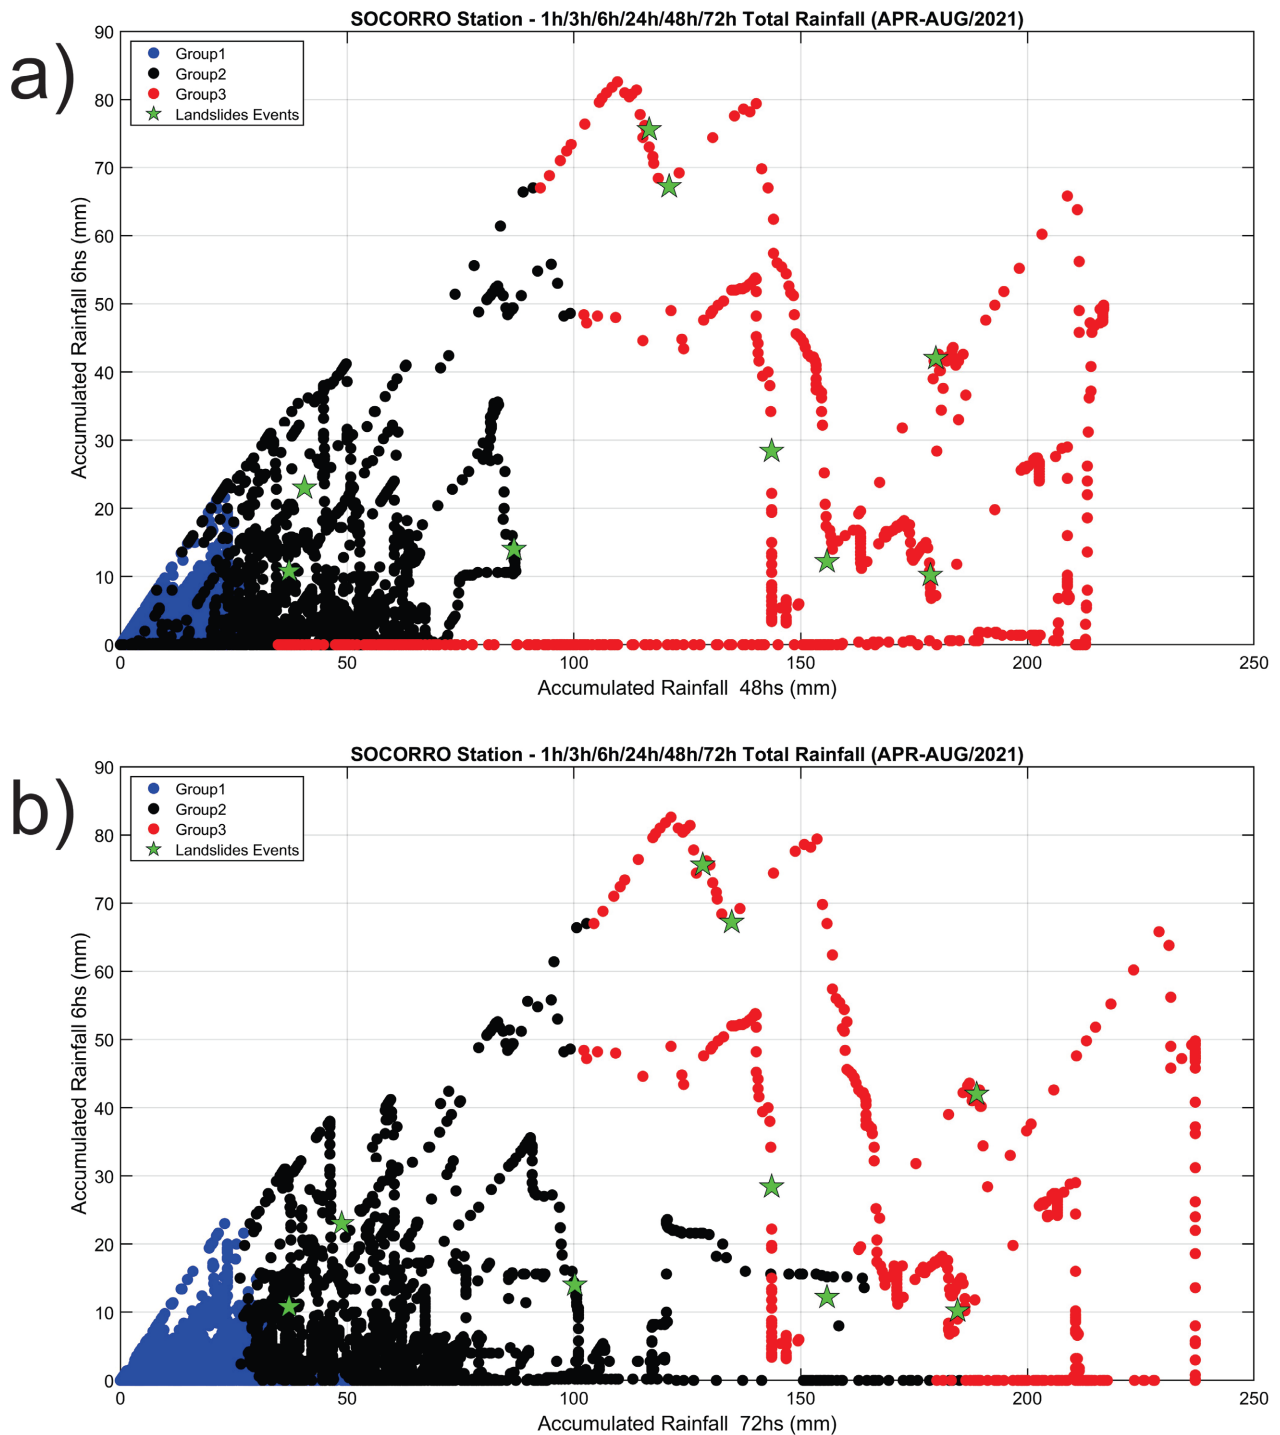 a)
SOCORRO Station - 1h/3h/6h/24h/48h/72h Total Rainfall (APR-AUG/2021)
Group1
Group2
Group3
Landslides Events
Accumulated Rainfall 6hs (mm)
90
80
70
60
50
40
30
20
10
0
0 50 100 150 200 250
Accumulated Rainfall 48hs (mm)
b)
SOCORRO Station - 1h/3h/6h/24h/48h/72h Total Rainfall (APR-AUG/2021)
Group1
Group2
Group3
Landslides Events
Accumulated Rainfall 6hs (mm)
90
80
70
60
50
40
30
20
10
0
0 50 100 150 200 250
Accumulated Rainfall 72hs (mm)